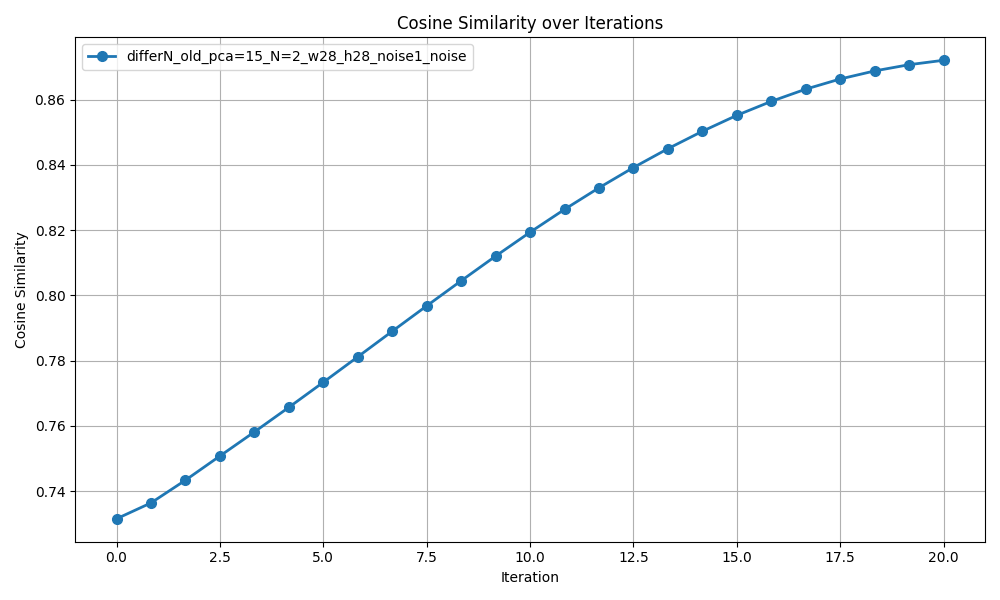 Cosine Similarity over Iterations
differN_old_pca=15_N=2_w28_h28_noise1_noise
Cosine Similarity
0.86
0.84
0.82
0.80
0.78
0.76
0.74
0.0 2.5 5.0 7.5 10.0 12.5 15.0 17.5 20.0
Iteration